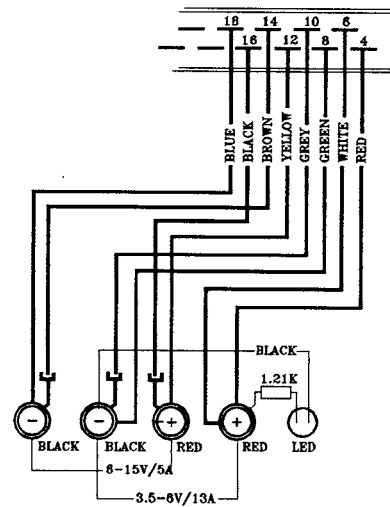 18 14 10 6
16 12 8 4
BLUE
BLACK
BROWN
YELLOW
GREY
GREEN
WHITE
RED
BLACK
1.21K
− − + +
BLACK BLACK RED RED LED
6-15V/5A
3.5-6V/13A